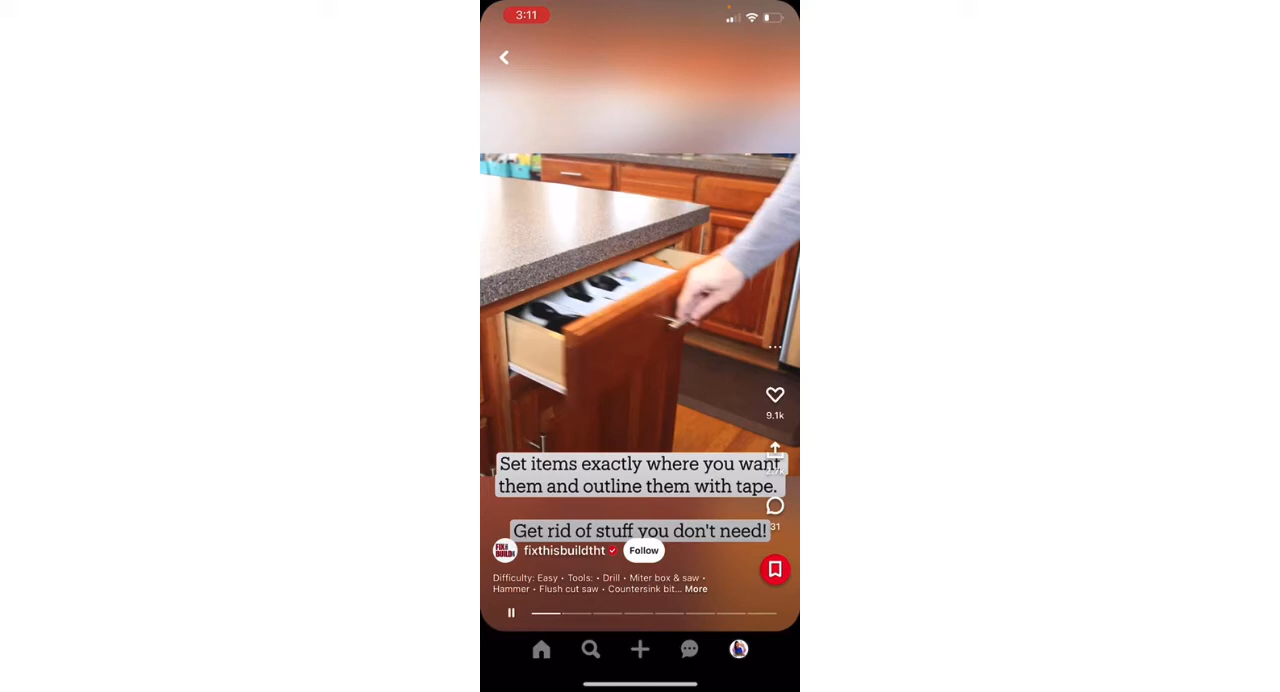 3:11
9.1k
Set items exactly where you want
them and outline them with tape.
31
Get rid of stuff you don't need!
fixthisbuildtht
Follow
Difficulty: Easy • Tools: • Drill • Miter box & saw •
Hammer • Flush cut saw • Countersink bit... More